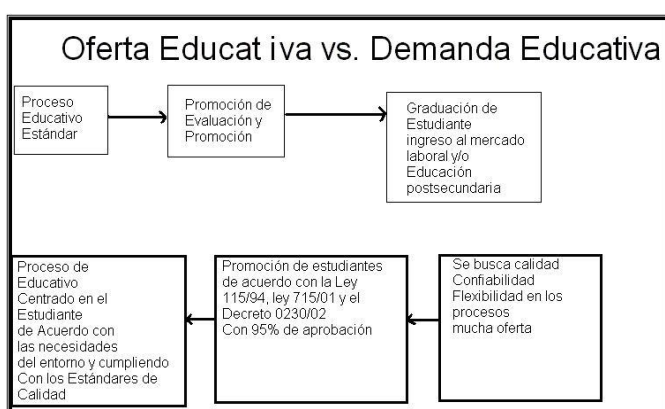 Oferta Educat iva vs. Demanda Educativa
Proceso
Educativo
Estándar
Promoción de
Evaluación y
Promoción
Graduación de
Estudiante
ingreso al mercado
laboral y/o
Educación
postsecundaria
Proceso de
Educativo
Centrado en el
Estudiante
de Acuerdo con
las necesidades
del entorno y cumpliendo
Con los Estándares de
Calidad
Promoción de estudiantes
de acuerdo con la Ley
115/94, ley 715/01 y el
Decreto 0230/02
Con 95% de aprobación
Se busca calidad
Confiabilidad
Flexibilidad en los
procesos
mucha oferta